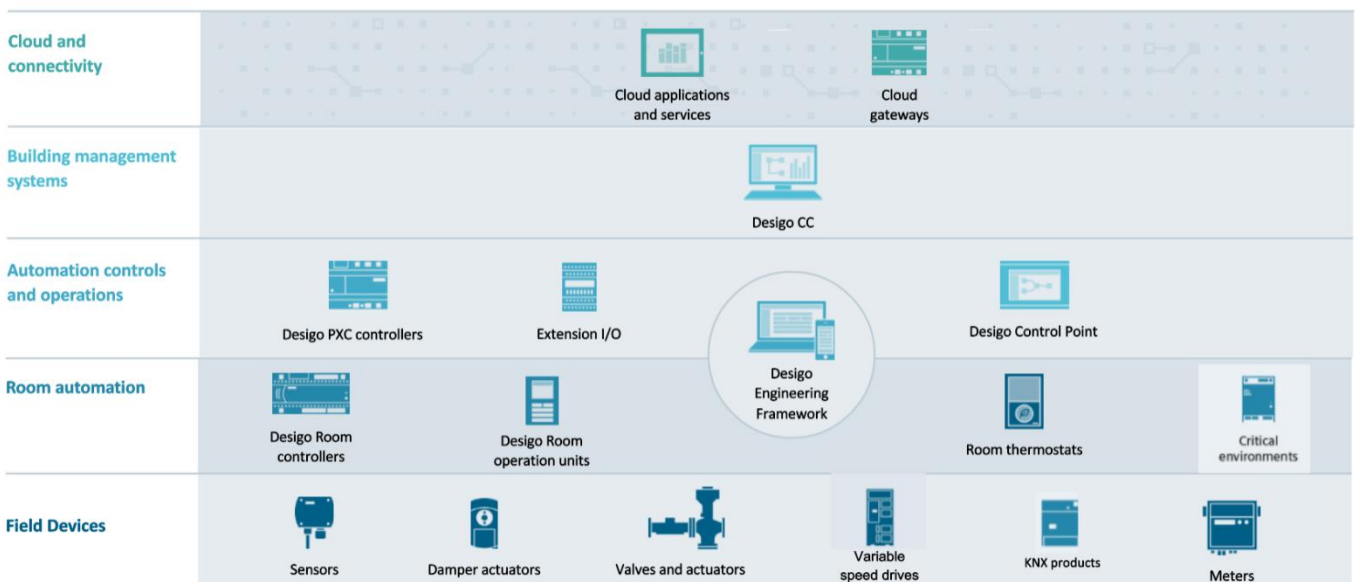 Cloud and
connectivity
Cloud applications
and services
Cloud
gateways
Building management
systems
Desigo CC
Automation controls
and operations
Desigo PXC controllers
Extension I/O
Desigo Control Point
Desigo
Engineering
Framework
Room automation
Desigo Room
controllers
Desigo Room
operation units
Room thermostats
Critical
environments
Field Devices
Sensors
Damper actuators
Valves and actuators
Variable
speed drives
KNX products
Meters